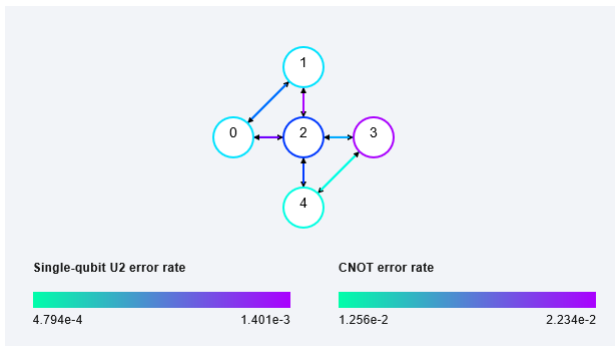 1
0 2 3
4
Single-qubit U2 error rate CNOT error rate
4.794e-4 1.401e-3 1.256e-2 2.234e-2